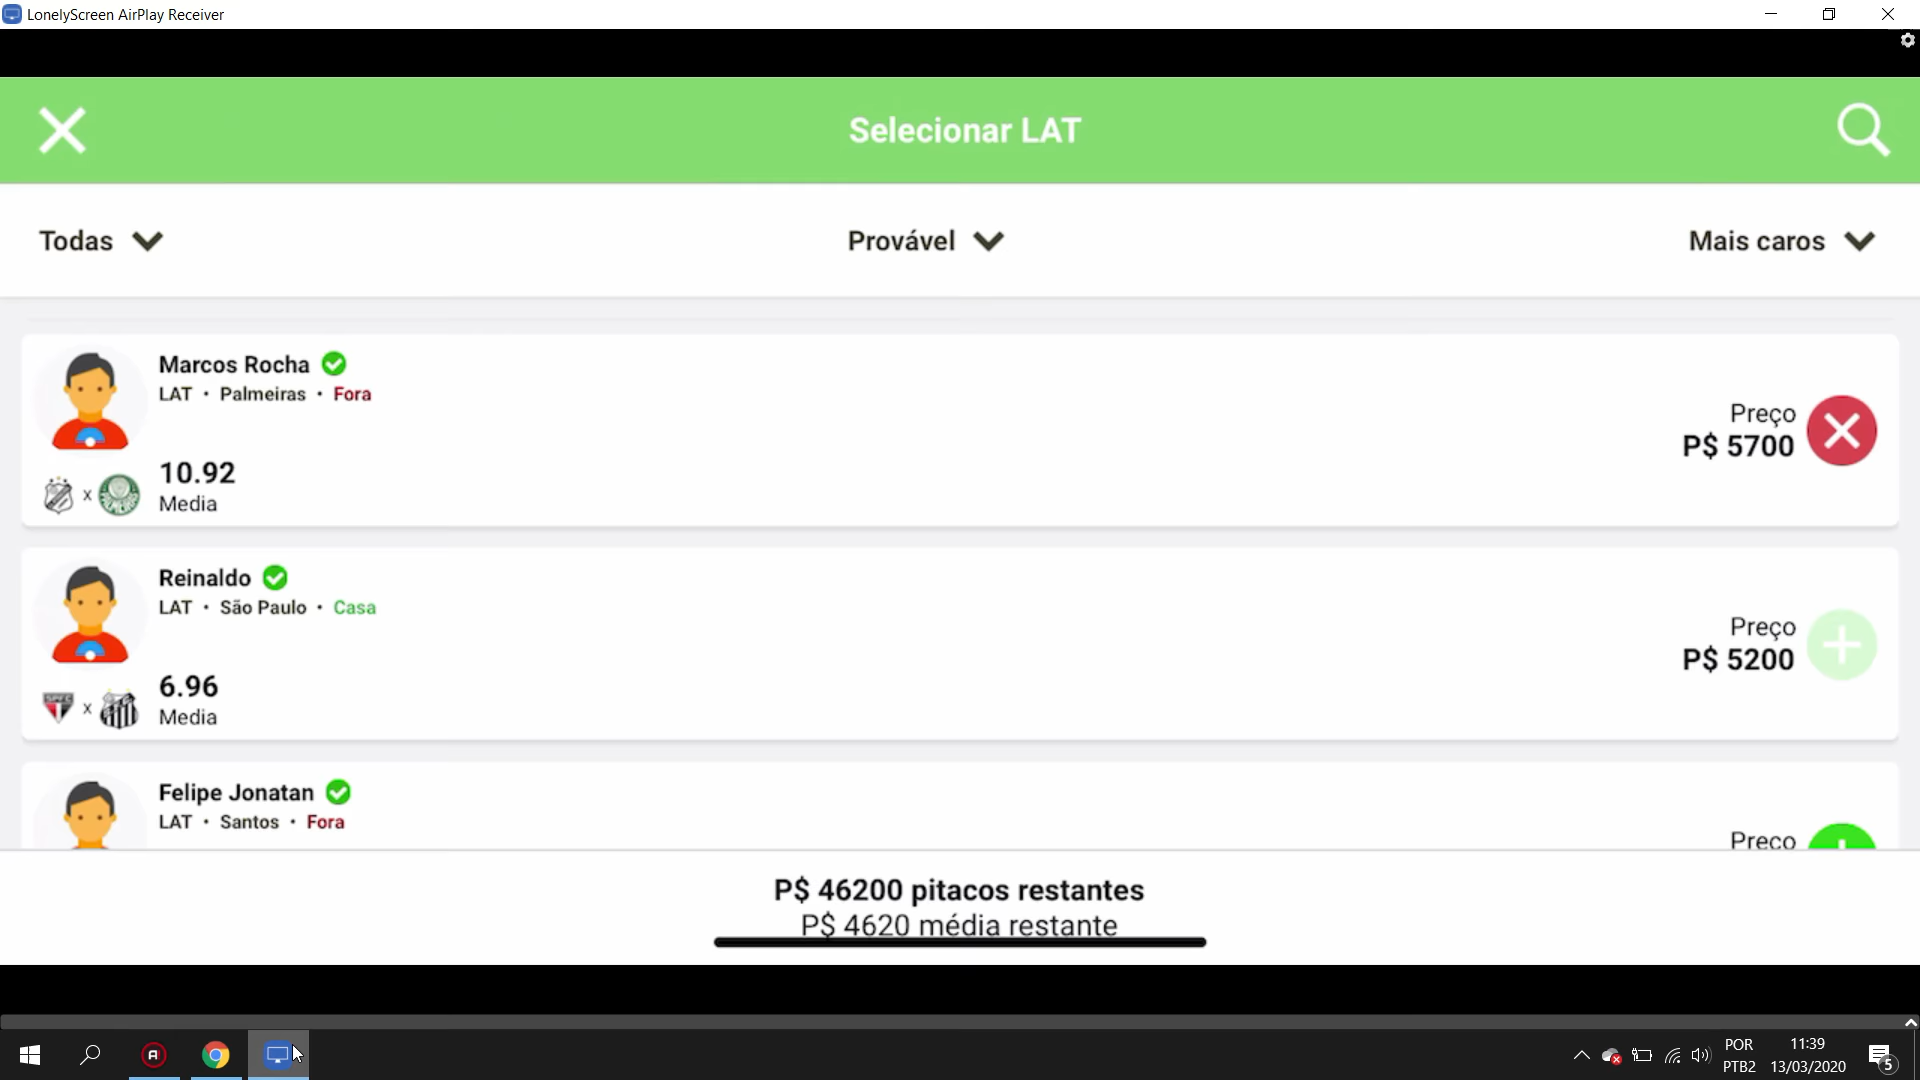 LonelyScreen AirPlay Receiver
Selecionar LAT
Todas
Provável
Mais caros
Marcos Rocha
LAT • Palmeiras • Fora
10.92
Media
Preço
P$ 5700
x
Reinaldo
LAT • São Paulo • Casa
6.96
Media
Preço
P$ 5200
x
Felipe Jonatan
LAT • Santos • Fora
Preço
P$ 46200 pitacos restantes
P$ 4620 média restante
POR
PTB2
11:39
13/03/2020
5